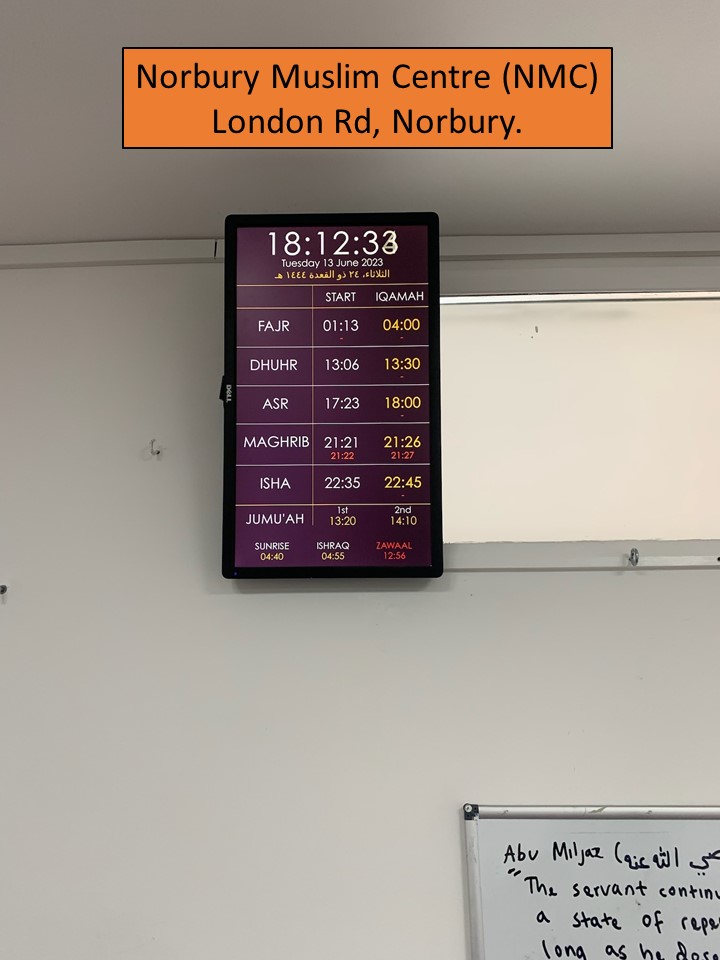 Norbury Muslim Centre (NMC)
London Rd, Norbury.
18:12:33
Tuesday 13 June 2023
الثلاثاء، ٢٤ ذو القعدة ١٤٤٤ هـ
START IQAMAH
FAJR 01:13 04:00
- -
DHUHR 13:06 13:30
-
ASR 17:23 18:00
-
MAGHRIB 21:21 21:26
21:22 21:27
ISHA 22:35 22:45
-
1st 2nd
JUMU'AH 13:20 14:10
SUNRISE ISHRAQ ZAWAAL
04:40 04:55 12:56
DELL
Abu Miljaz (رضي الله عنه
"The servant
a state of
long as he